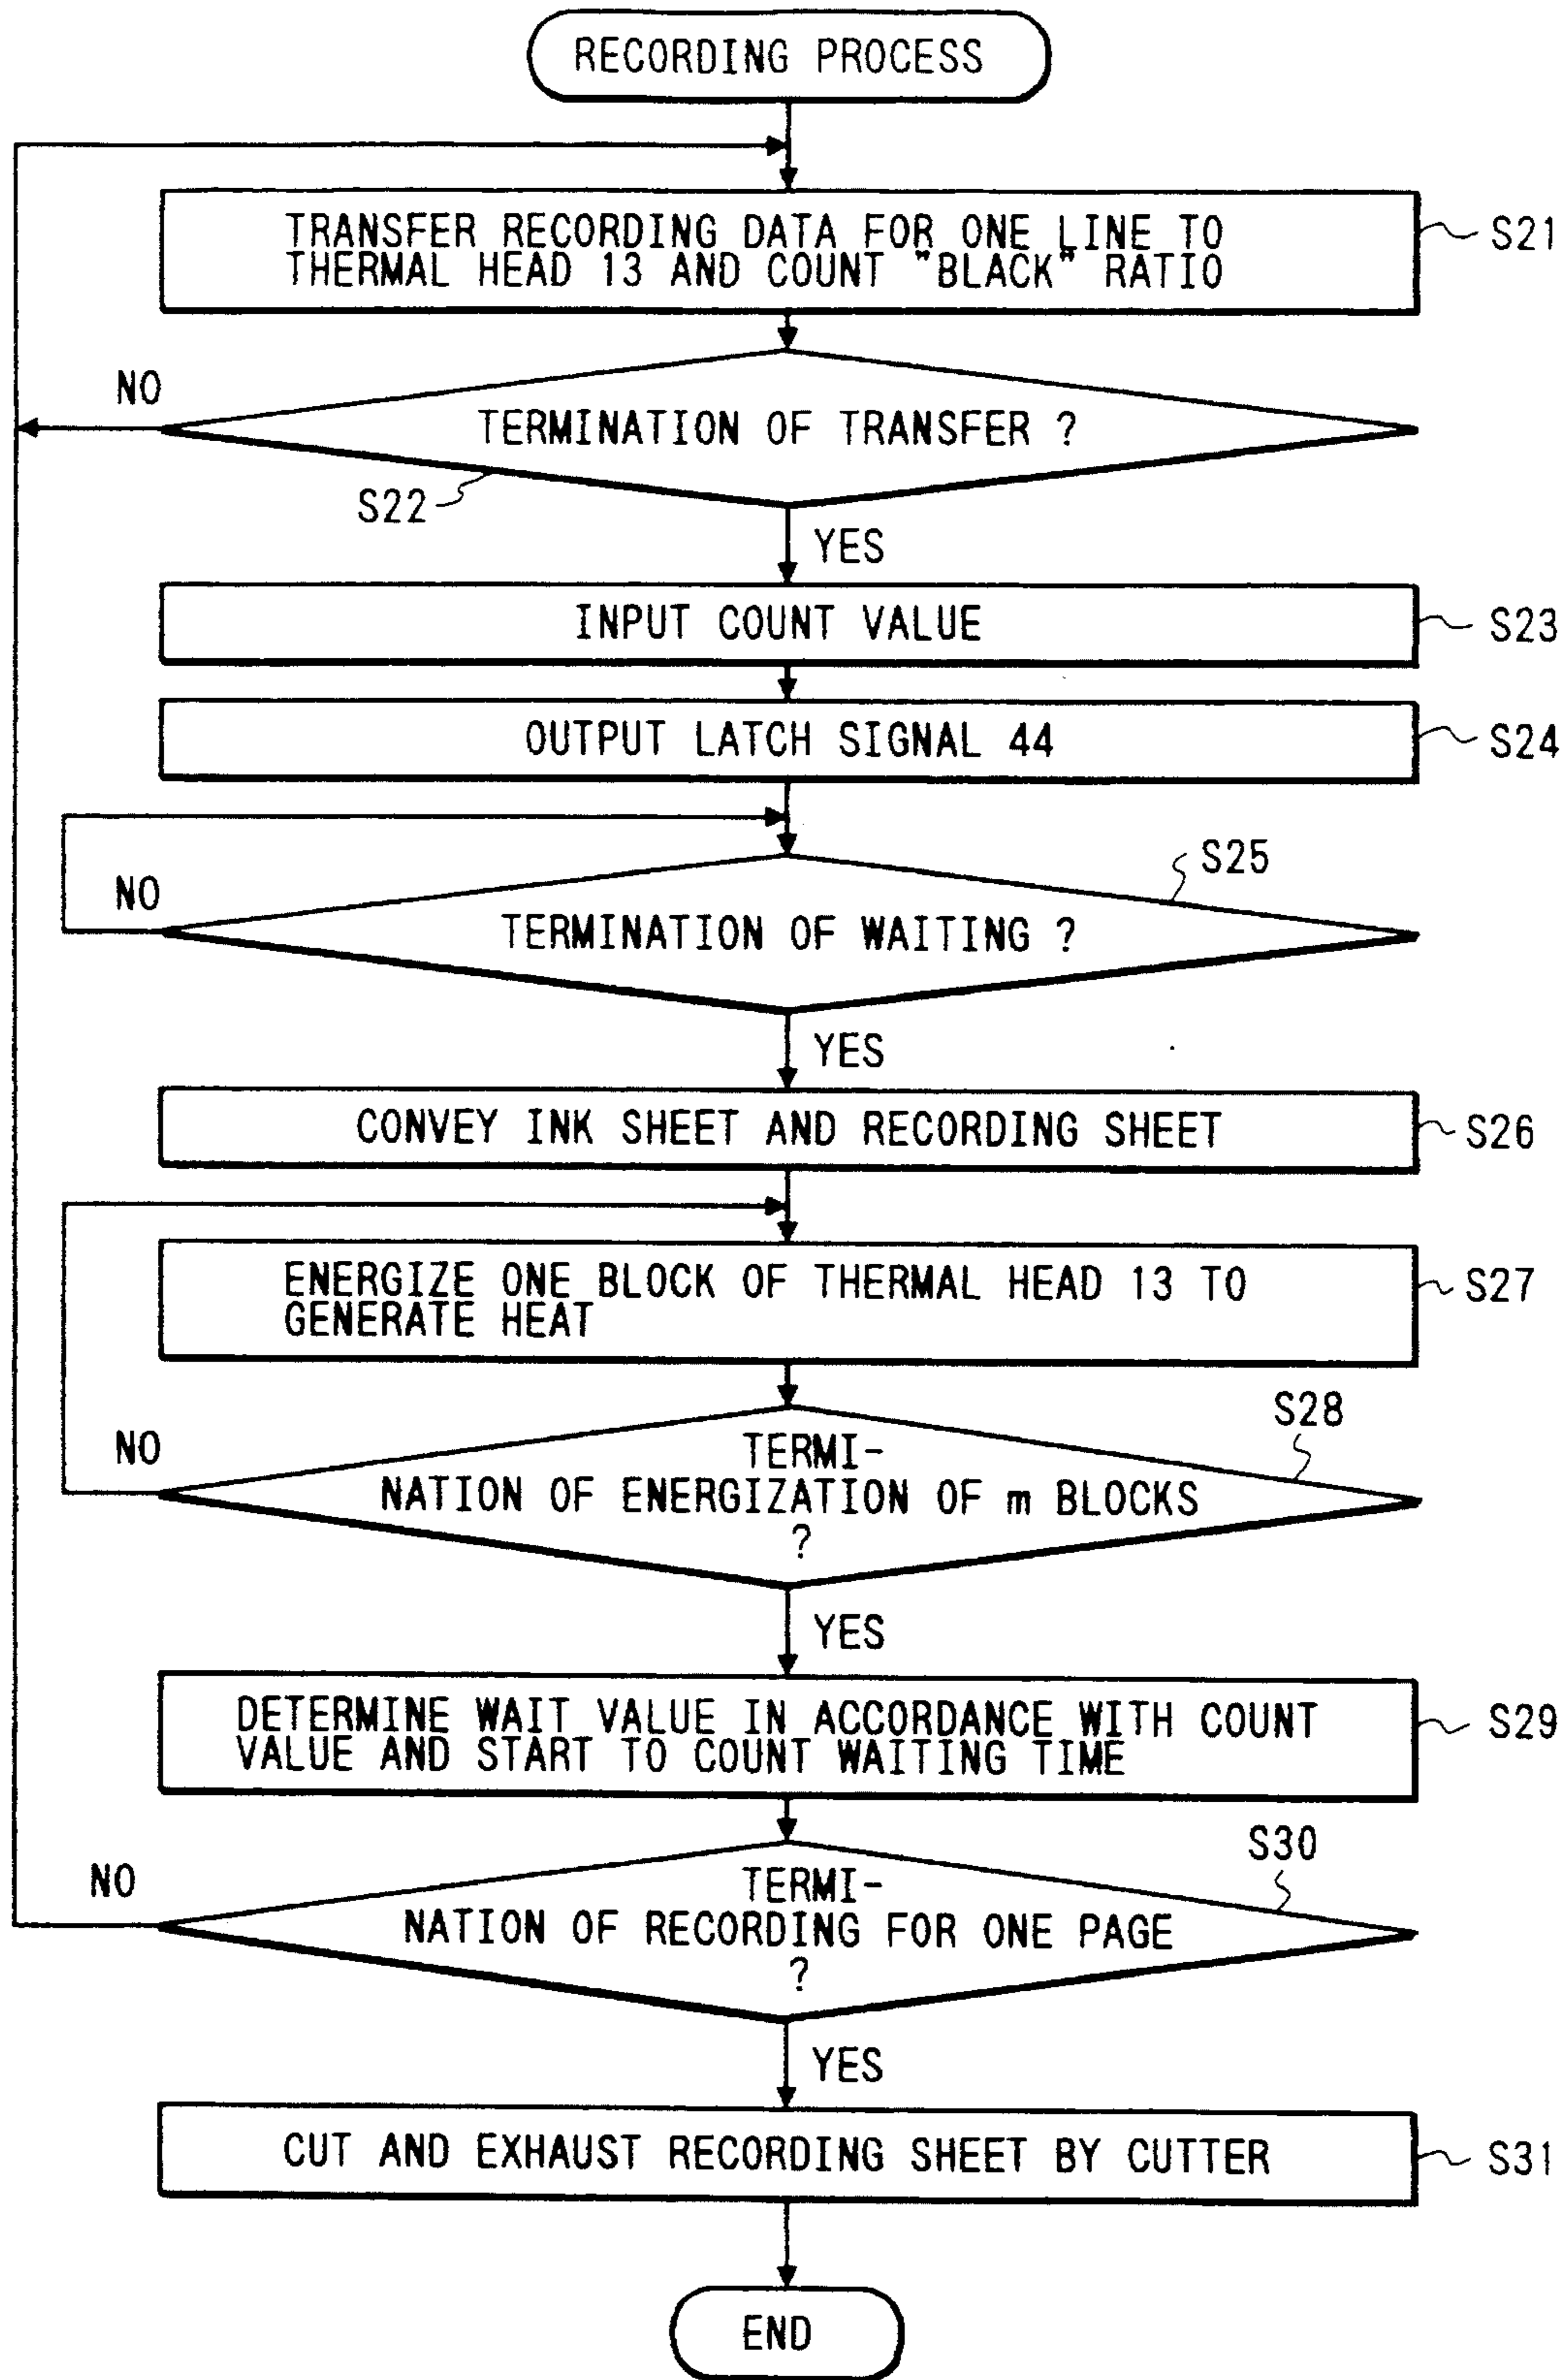 RECORDING PROCESS
TRANSFER RECORDING DATA FOR ONE LINE TO
THERMAL HEAD 13 AND COUNT "BLACK" RATIO
S21
NO
TERMINATION OF TRANSFER ?
S22
YES
INPUT COUNT VALUE
S23
OUTPUT LATCH SIGNAL 44
S24
S25
NO
TERMINATION OF WAITING ?
YES
CONVEY INK SHEET AND RECORDING SHEET
S26
ENERGIZE ONE BLOCK OF THERMAL HEAD 13 TO
GENERATE HEAT
S27
S28
NO
TERMI-
NATION OF ENERGIZATION OF m BLOCKS
?
YES
DETERMINE WAIT VALUE IN ACCORDANCE WITH COUNT
VALUE AND START TO COUNT WAITING TIME
S29
S30
NO
TERMI-
NATION OF RECORDING FOR ONE PAGE
?
YES
CUT AND EXHAUST RECORDING SHEET BY CUTTER
S31
END